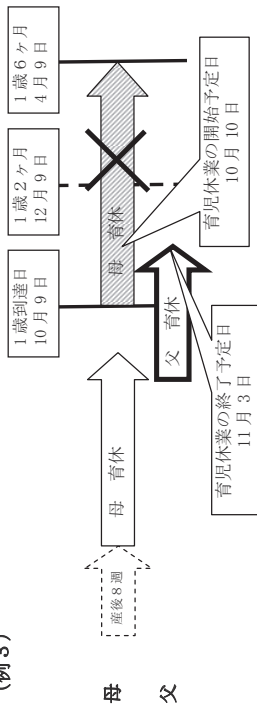 (例3)
1歳到達日
10月9日
1歳2ヶ月
12月9日
1歳6ヶ月
4月9日
母
産後8週
母 育休
母 育休
父
父 育休
育児休業の終了予定日
11月3日
育児休業の開始予定日
10月10日